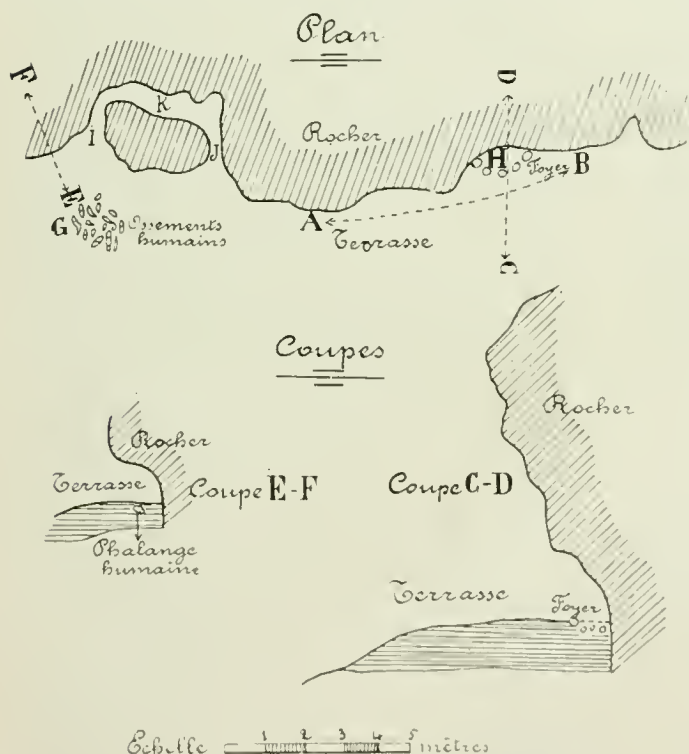 Plan
F
D
K
I
J
Rocher
H
Foyer
B
E
G
Ossements
humains
A
Terrasse
C
Coupes
Rocher
Rocher
Terrasse
Coupe E-F
Coupe C-D
Phalange
humaine
Terrasse
Foyer
1 2 3 4 5
Échelle mètres